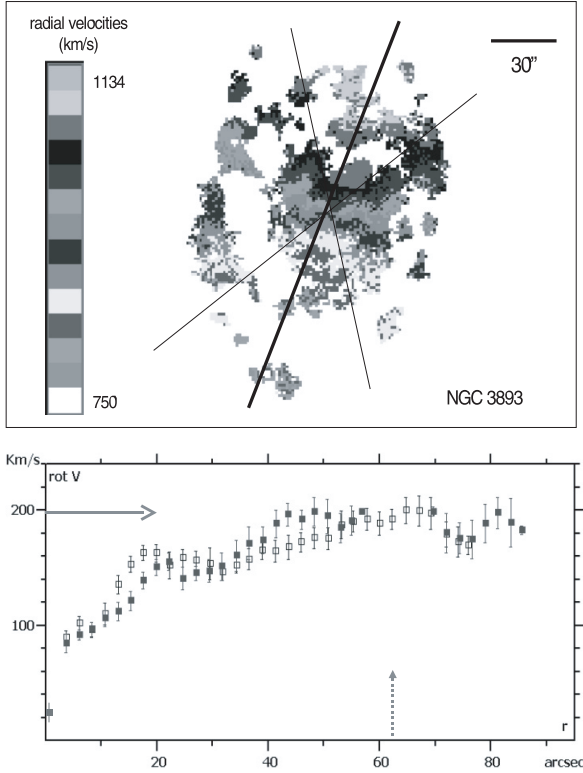 radial velocities
(km/s)
1134
30”
750
NGC 3893
Km/s
rot V
200
100
r
20
40
60
80
arcsec